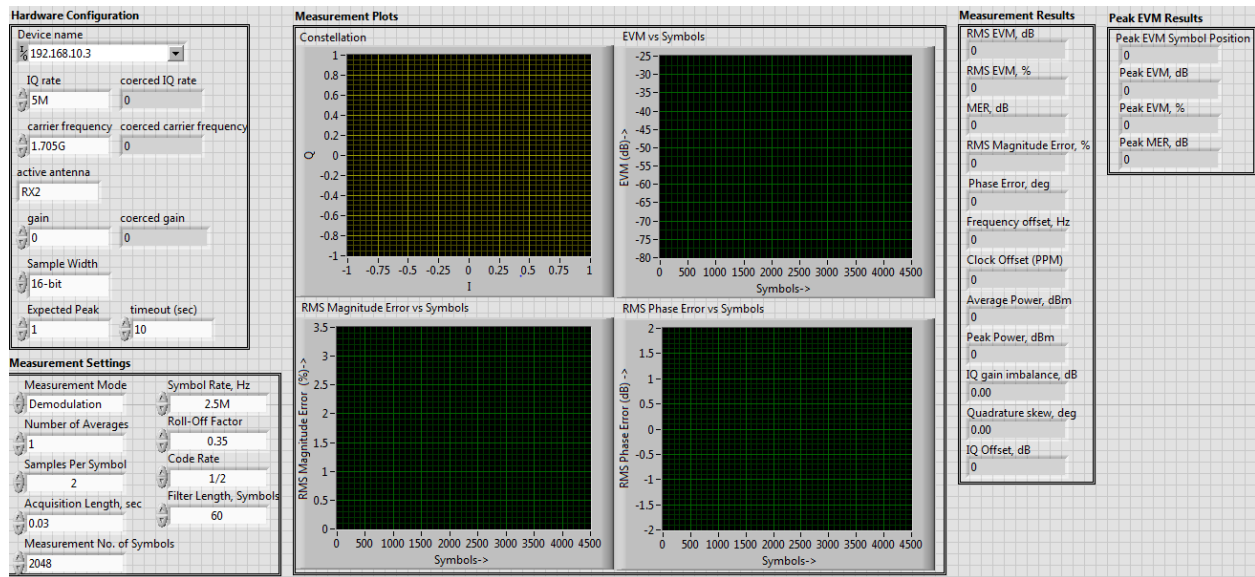 Hardware Configuration
Device name
192.168.10.3
IQ rate
coerced IQ rate
5M
0
carrier frequency
coerced carrier frequency
1.705G
0
active antenna
RX2
gain
coerced gain
0
0
Sample Width
16-bit
Expected Peak
timeout (sec)
1
10
Measurement Settings
Measurement Mode
Symbol Rate, Hz
Demodulation
2.5M
Number of Averages
Roll-Off Factor
1
0.35
Samples Per Symbol
Code Rate
2
1/2
Acquisition Length, sec
Filter Length, Symbols
0.03
60
Measurement No. of Symbols
2048
Measurement Plots
Constellation
1
0.8
0.6
0.4
0.2
0
-0.2
-0.4
-0.6
-0.8
-1
Q
-1 -0.75 -0.5 -0.25 0 0.25 0.5 0.75 1
I
EVM vs Symbols
-25
-30
-35
-40
-45
-50
-55
-60
-65
-70
-75
-80
EVM (dB)->
0 500 1000 1500 2000 2500 3000 3500 4000 4500
Symbols->
RMS Magnitude Error vs Symbols
3.5
3
2.5
2
1.5
1
0.5
0
RMS Magnitude Error (%)->
0 500 1000 1500 2000 2500 3000 3500 4000 4500
Symbols->
RMS Phase Error vs Symbols
2
1.5
1
0.5
0
-0.5
-1
-1.5
-2
RMS Phase Error (dB) ->
0 500 1000 1500 2000 2500 3000 3500 4000 4500
Symbols->
Measurement Results
RMS EVM, dB
0
RMS EVM, %
0
MER, dB
0
RMS Magnitude Error, %
0
Phase Error, deg
0
Frequency offset, Hz
0
Clock Offset (PPM)
0
Average Power, dBm
0
Peak Power, dBm
0
IQ gain imbalance, dB
0.00
Quadrature skew, deg
0.00
IQ Offset, dB
0
Peak EVM Results
Peak EVM Symbol Position
0
Peak EVM, dB
0
Peak EVM, %
0
Peak MER, dB
0